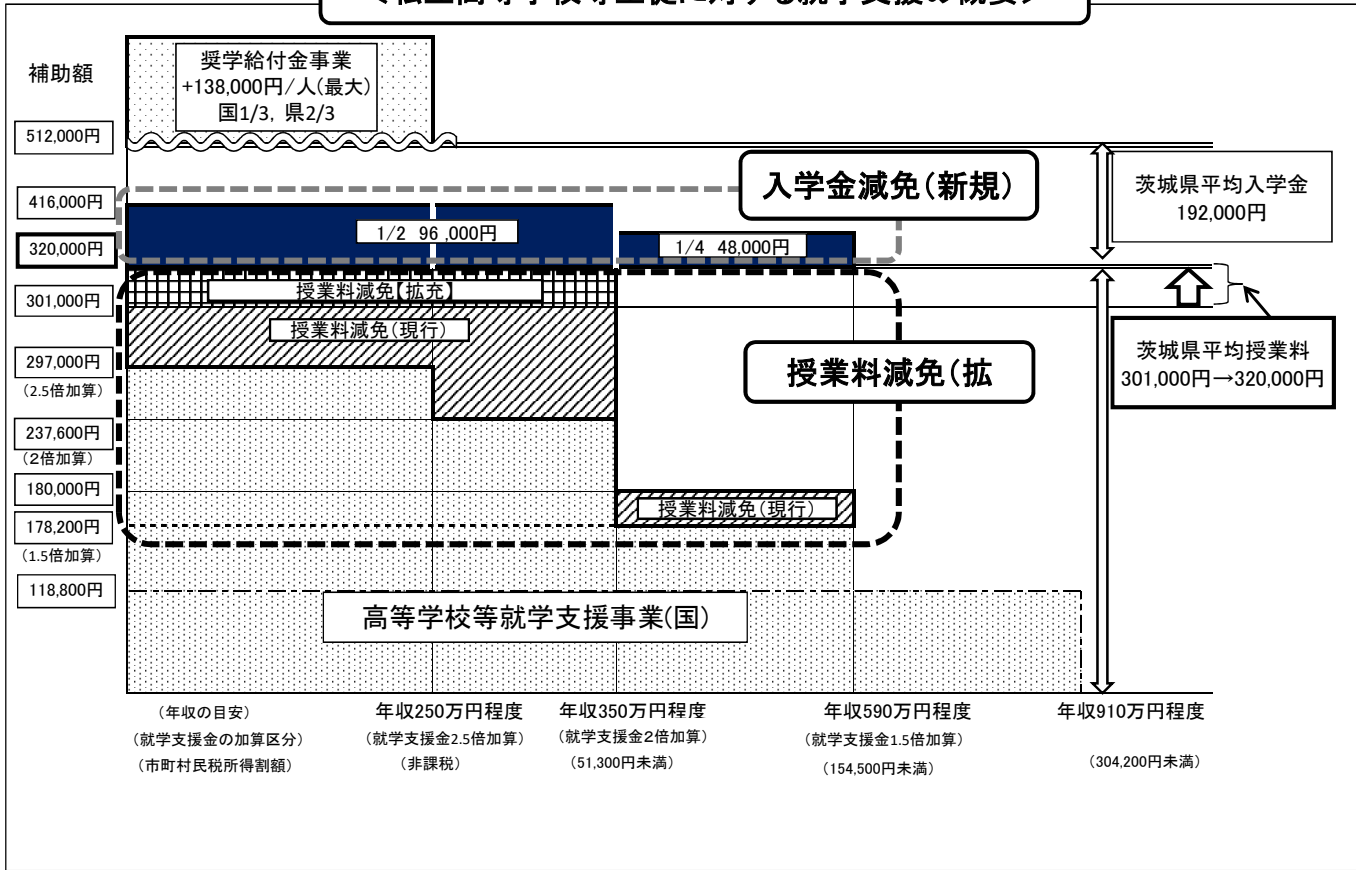 補助額
奨学給付金事業
+138,000円/人(最大)
国1/3, 県2/3
512,000円
入学金減免(新規)
茨城県平均入学金
192,000円
416,000円
1/2 96 ,000円
1/4 48,000円
320,000円
授業料減免【拡充】
301,000円
授業料減免(現行)
授業料減免(拡
茨城県平均授業料
301,000円→320,000円
297,000円
(2.5倍加算)
237,600円
(2倍加算)
180,000円
授業料減免(現行)
178,200円
(1.5倍加算)
118,800円
高等学校等就学支援事業(国)
(年収の目安)
年収250万円程度
年収350万円程度
年収590万円程度
年収910万円程度
(就学支援金の加算区分)
(就学支援金2.5倍加算)
(就学支援金2倍加算)
(就学支援金1.5倍加算)
(市町村民税所得割額)
(非課税)
(51,300円未満)
(154,500円未満)
(304,200円未満)